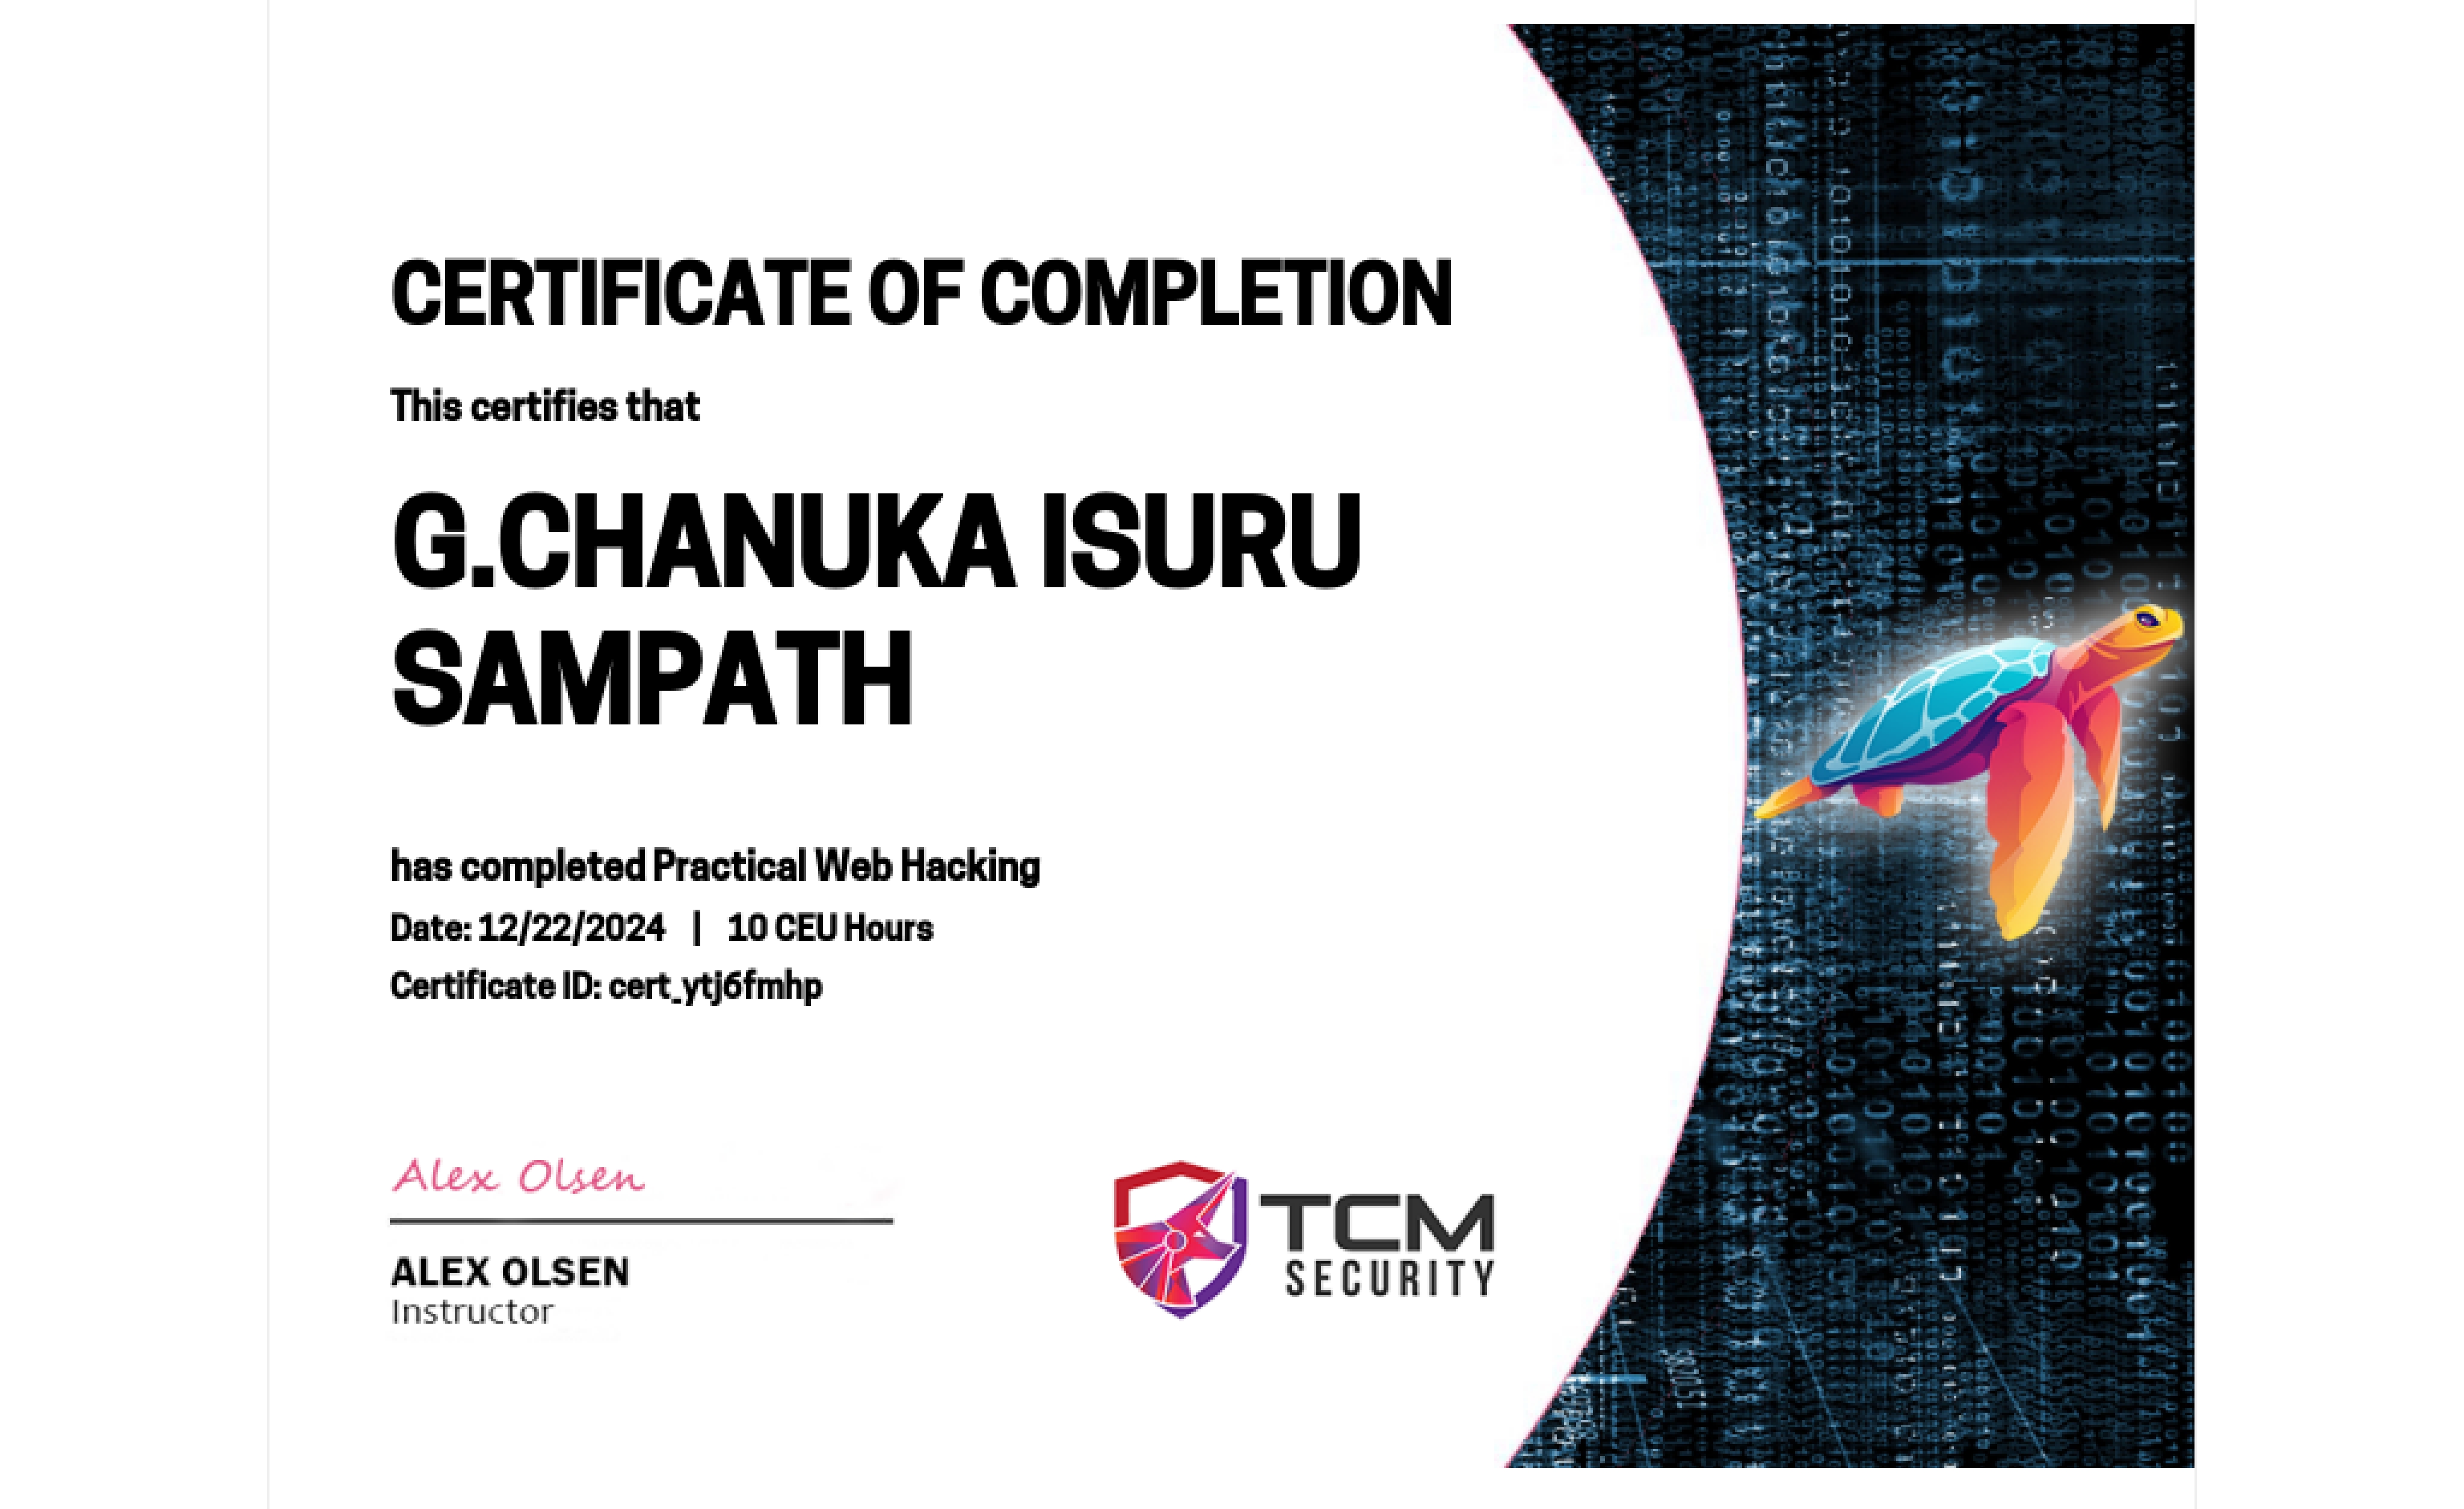 CERTIFICATE OF COMPLETION
This certifies that
G.CHANUKA ISURU
SAMPATH
has completed Practical Web Hacking
Date: 12/22/2024 | 10 CEU Hours
Certificate ID: cert_ytj6fmhp
Alex Olsen
ALEX OLSEN
Instructor
TCM
SECURITY